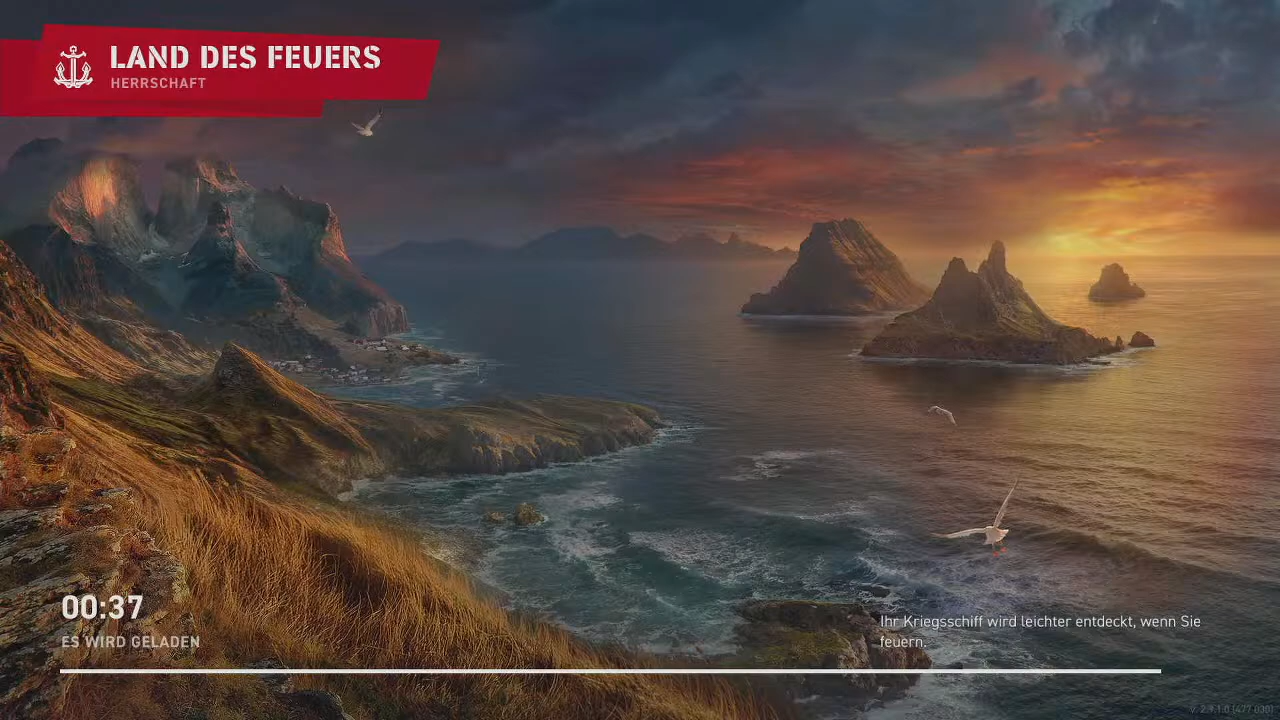 LAND DES FEUERS
HERRSCHAFT
00:37
ES WIRD GELADEN
Ihr Kriegsschiff wird leichter entdeckt, wenn Sie
feuern.